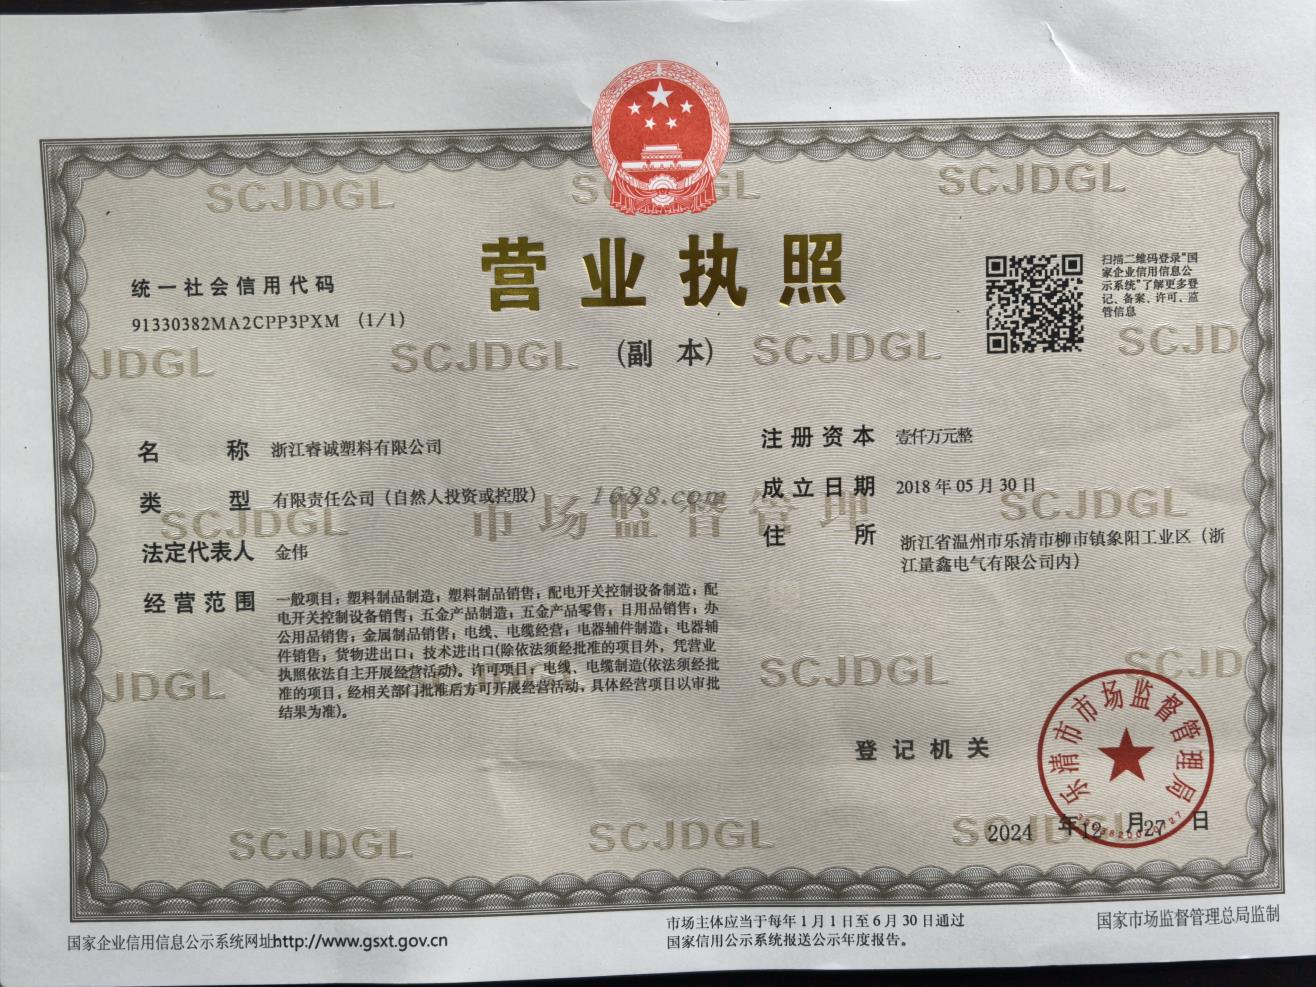 SCJDGL
SCJDGL
SCJDGL
营业执照
(副 本)
统一社会信用代码
91330382MA2CPP3PXM (1/1)
扫描二维码登录"国
家企业信用信息公
示系统"了解更多登
记、备案、许可、监
管信息
JDGL
SCJDGL
SCJDGL
SCJD
名 称 浙江睿诚塑料有限公司
类 型 有限责任公司(自然人投资或控股)
法定代表人 金伟
经营范围 一般项目:塑料制品制造;塑料制品销售;配电开关控制设备制造;配
电开关控制设备销售;五金产品制造;五金产品零售;日用品销售;办
公用品销售;金属制品销售;电线、电缆经营;电器辅件制造;电器辅
件销售;货物进出口;技术进出口(除依法须经批准的项目外,凭营业
执照依法自主开展经营活动)。许可项目:电线、电缆制造(依法须经批
准的项目,经相关部门批准后方可开展经营活动,具体经营项目以审批
结果为准)。
注册资本 壹仟万元整
成立日期 2018年05月30日
住 所 浙江省温州市乐清市柳市镇象阳工业区(浙
江量鑫电气有限公司内)
SCJDGL
市场监督管理
1688.com
SCJDGL
JDGL
SCJDGL
SCJD
登记机关
乐清市市场监督管理局
2024 年12 月27 日
SCJDGL
SCJDGL
SCJDGL
国家企业信用信息公示系统网址http://www.gsxt.gov.cn
市场主体应当于每年1月1日至6月30日通过
国家信用公示系统报送公示年度报告。
国家市场监督管理总局监制